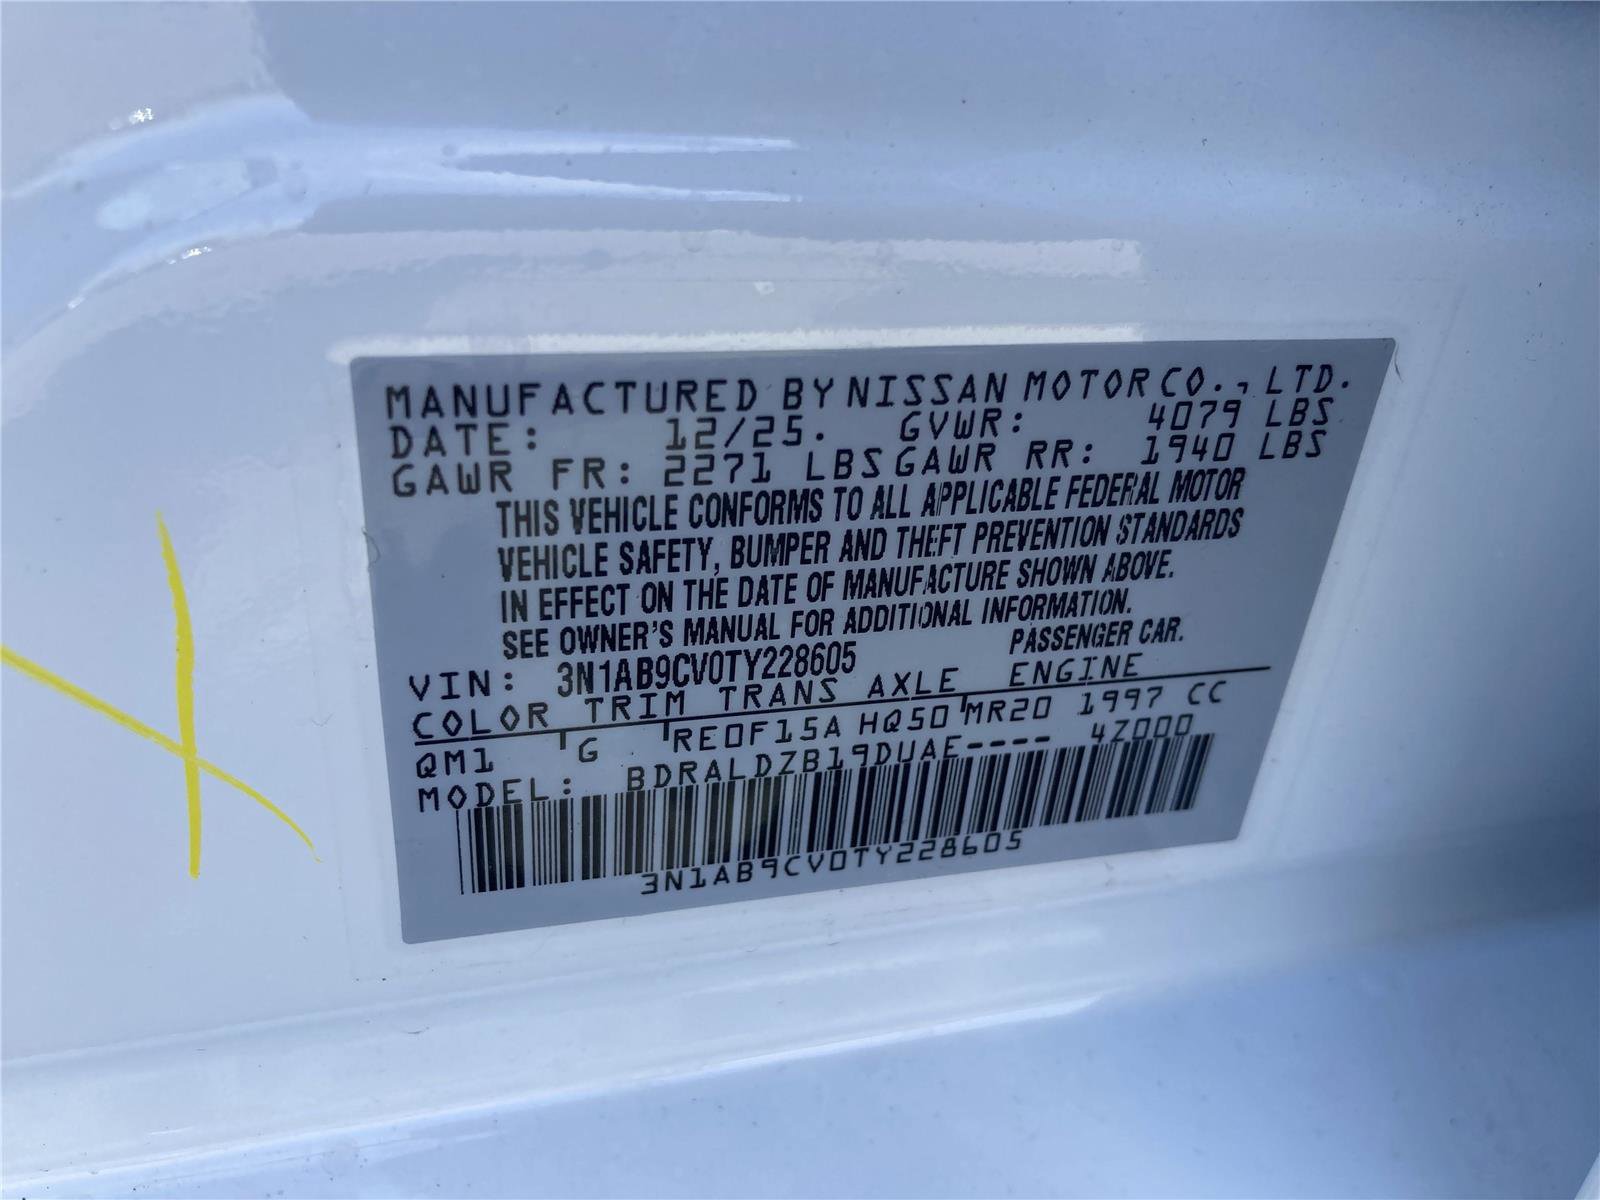 MANUFACTURED BY NISSAN MOTOR CO., LTD.
DATE: 12/25. GVWR: 4079 LBS
GAWR FR: 2271 LBS GAWR RR: 1940 LBS
THIS VEHICLE CONFORMS TO ALL APPLICABLE FEDERAL MOTOR
VEHICLE SAFETY, BUMPER AND THEFT PREVENTION STANDARDS
IN EFFECT ON THE DATE OF MANUFACTURE SHOWN ABOVE.
SEE OWNER'S MANUAL FOR ADDITIONAL INFORMATION.
VIN: 3N1AB9CV0TY228605 PASSENGER CAR.
COLOR TRIM TRANS AXLE ENGINE
QM1 G RE0F15A HQ50 MR20 1997 CC
MODEL: BDRALDZB19DUAE---- 4Z000
3N1AB9CV0TY228605